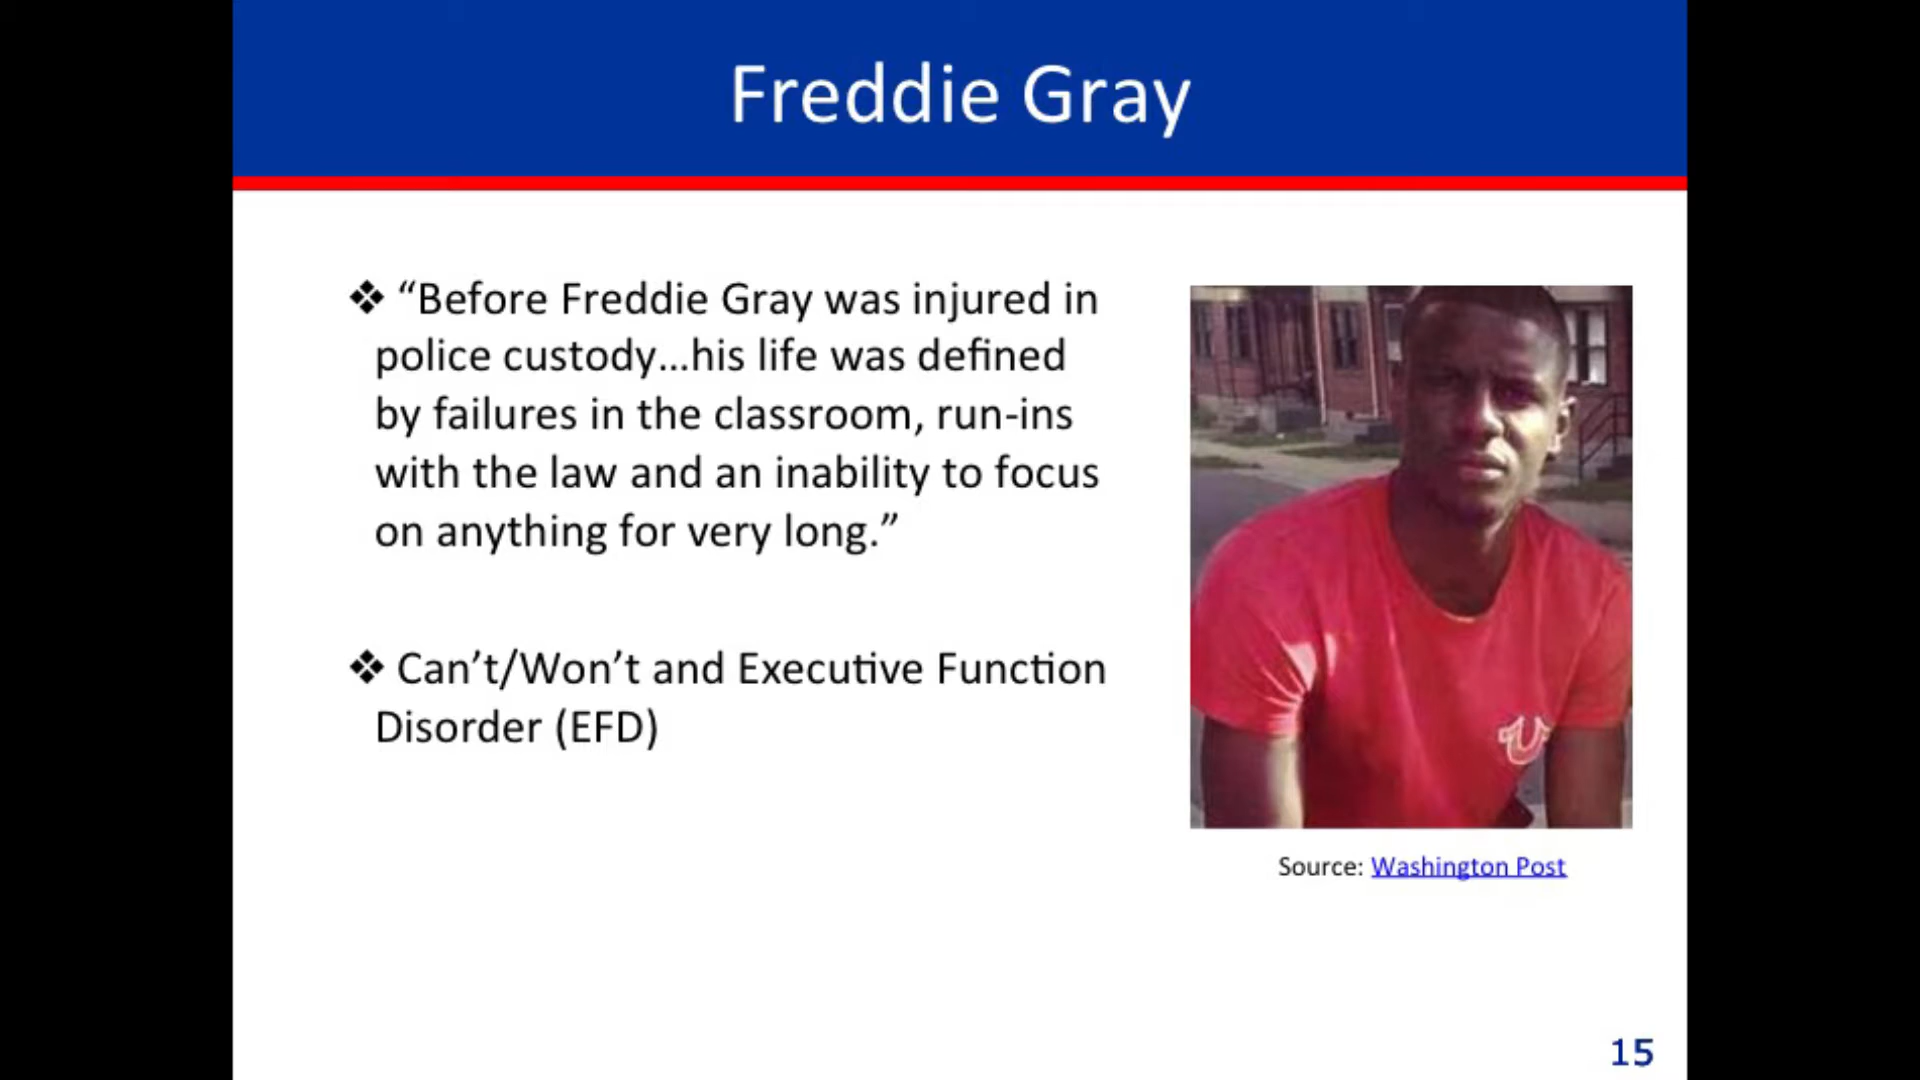 Freddie Gray
❖ “Before Freddie Gray was injured in
police custody...his life was defined
by failures in the classroom, run-ins
with the law and an inability to focus
on anything for very long.”
❖ Can’t/Won’t and Executive Function
Disorder (EFD)
Source: Washington Post
15